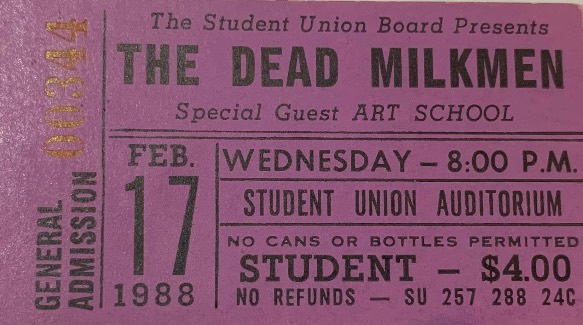 The Student Union Board Presents
THE DEAD MILKMEN
Special Guest ART SCHOOL
00344
GENERAL
ADMISSION
FEB.
17
1988
WEDNESDAY – 8:00 P.M.
STUDENT UNION AUDITORIUM
NO CANS OR BOTTLES PERMITTED
STUDENT – $4.00
NO REFUNDS – SU 257 288 24C